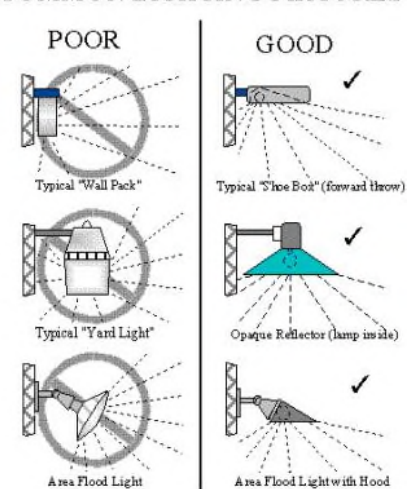 POOR
GOOD
Typical "Wall Pack"
Typical "Shoe Box" (forward throw)
Typical "Yard Light"
Opaque Reflector (lamp inside)
Area Flood Light
Area Flood Light with Hood